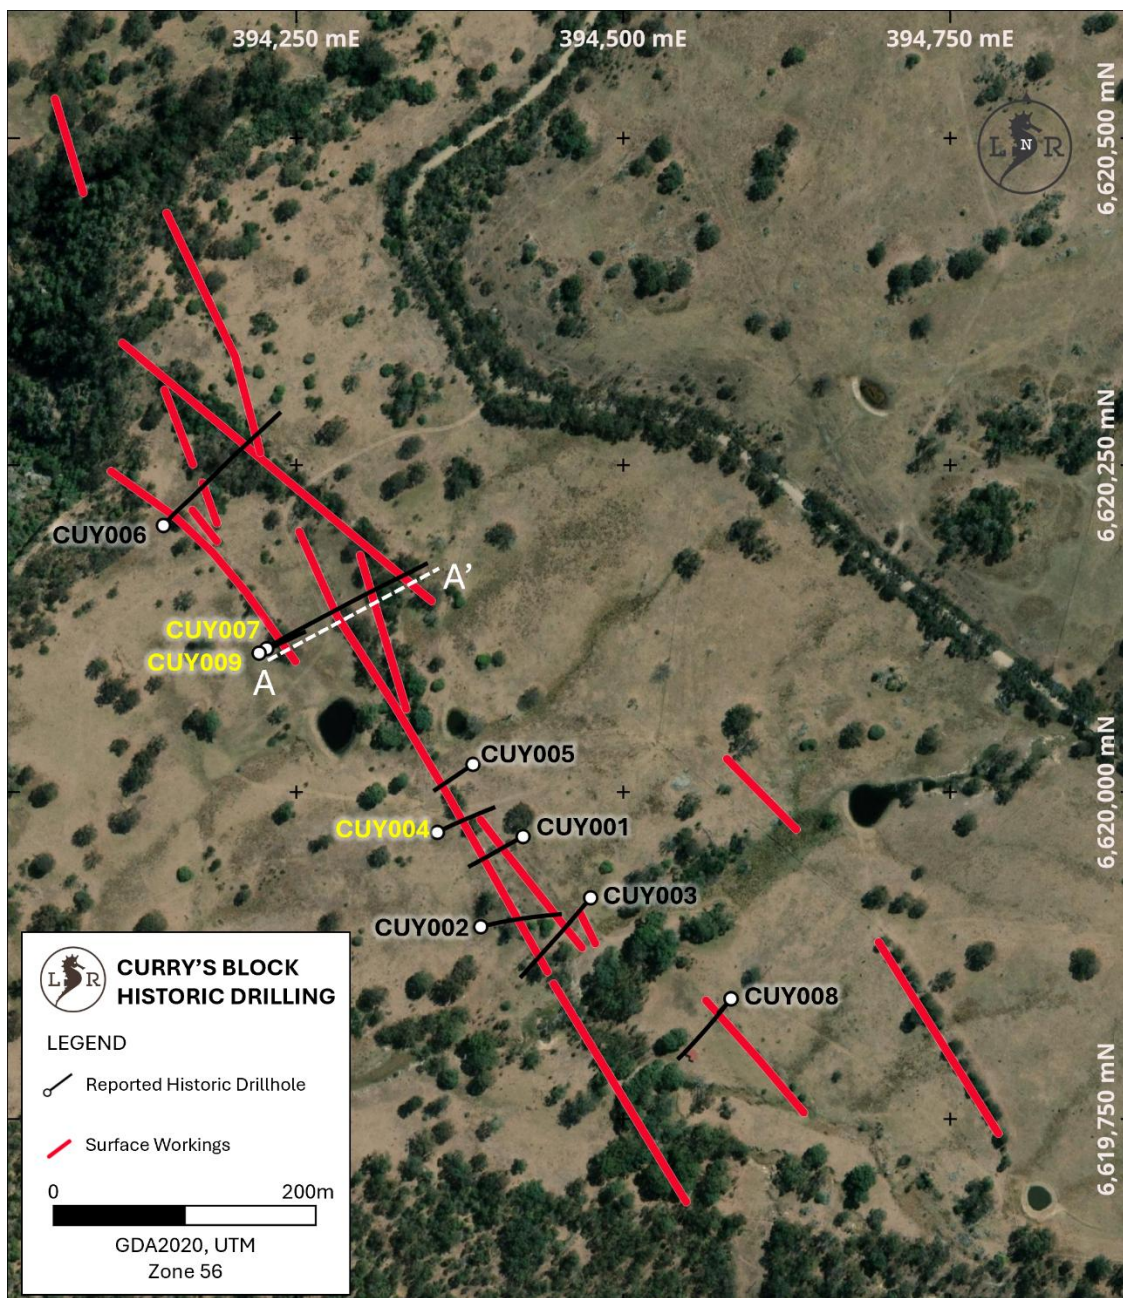 394,250 mE
394,500 mE
394,750 mE
6,620,500 mN
L N R
6,620,250 mN
CUY006
A'
CUY007
CUY009
A
CUY005
6,620,000 mN
CUY004
CUY001
CUY003
CUY002
CUY008
L R
CURRY'S BLOCK
HISTORIC DRILLING
LEGEND
Reported Historic Drillhole
Surface Workings
0 200m
GDA2020, UTM
Zone 56
6,619,750 mN